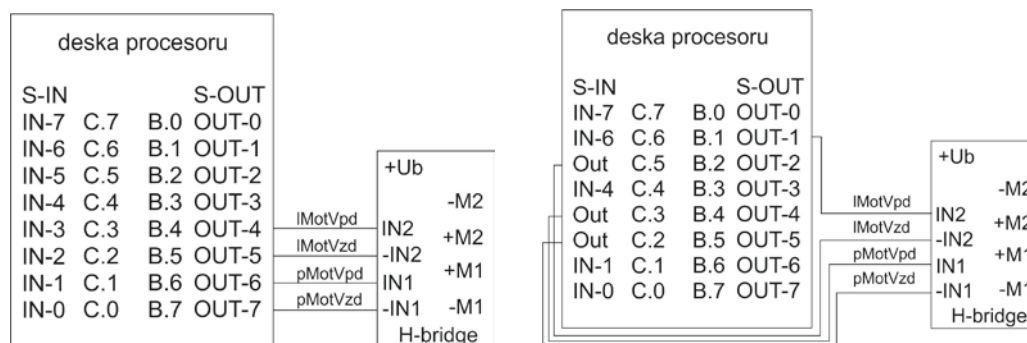 deska procesoru
S-IN S-OUT
IN-7 C.7 B.0 OUT-0
IN-6 C.6 B.1 OUT-1
IN-5 C.5 B.2 OUT-2
IN-4 C.4 B.3 OUT-3
IN-3 C.3 B.4 OUT-4
IN-2 C.2 B.5 OUT-5
IN-1 C.1 B.6 OUT-6
IN-0 C.0 B.7 OUT-7
lMotVpd
lMotVzd
pMotVpd
pMotVzd
+Ub
-M2
IN2
+M2
-IN2
+M1
IN1
-IN1 -M1
H-bridge
deska procesoru
S-IN S-OUT
IN-7 C.7 B.0 OUT-0
IN-6 C.6 B.1 OUT-1
Out C.5 B.2 OUT-2
IN-4 C.4 B.3 OUT-3
Out C.3 B.4 OUT-4
Out C.2 B.5 OUT-5
IN-1 C.1 B.6 OUT-6
IN-0 C.0 B.7 OUT-7
lMotVpd
lMotVzd
pMotVpd
pMotVzd
+Ub
-M2
IN2
+M2
-IN2
+M1
IN1
-IN1 -M1
H-bridge